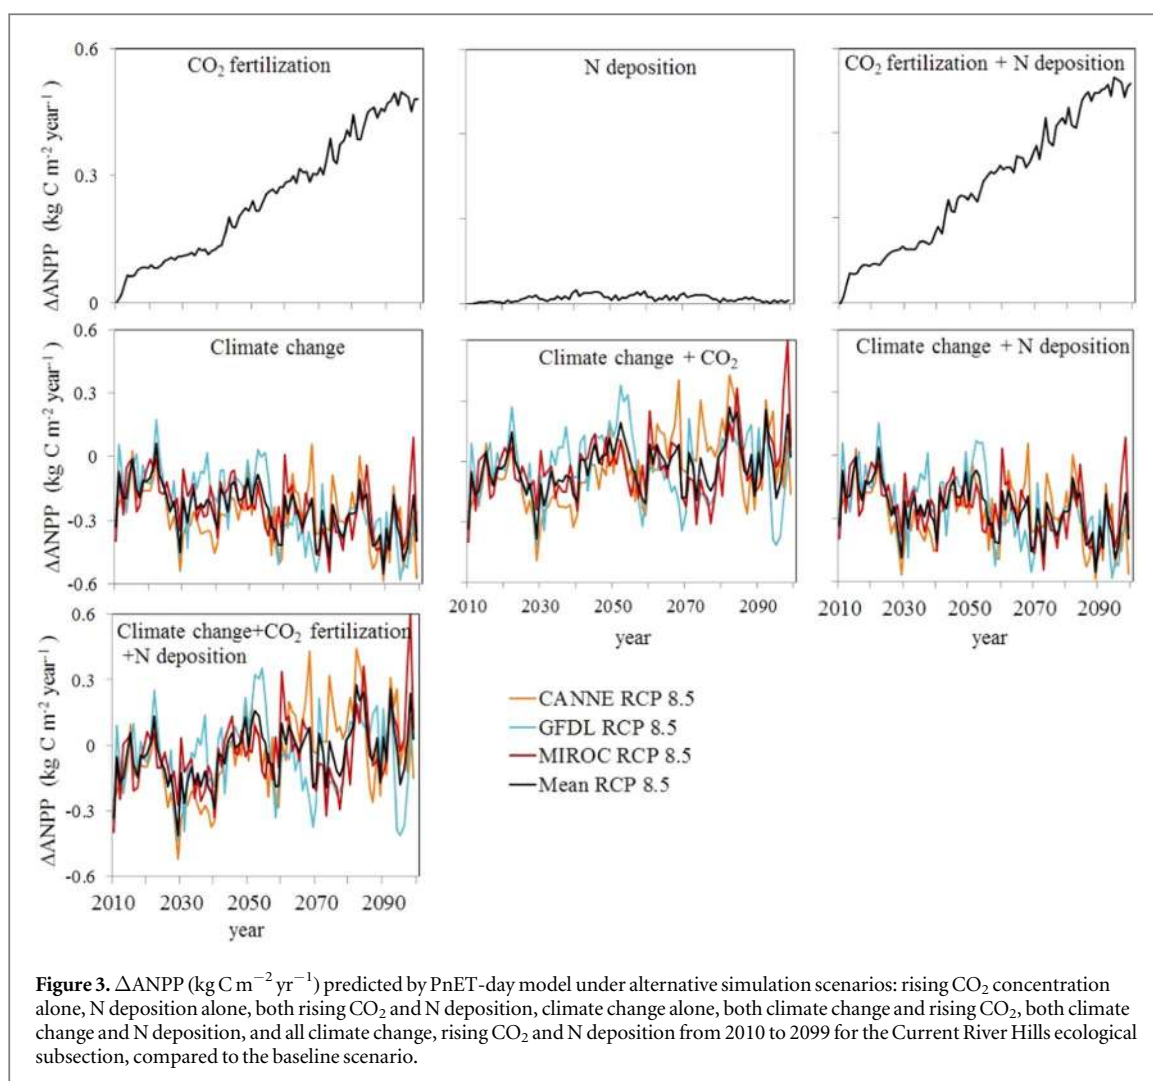 0.6
CO₂ fertilization
N deposition
CO₂ fertilization + N deposition
ΔANPP (kg C m⁻² year⁻¹)
0.3
0
0.6
Climate change
Climate change + CO₂
Climate change + N deposition
ΔANPP (kg C m⁻² year⁻¹)
0.3
0
-0.3
-0.6
2010 2030 2050 2070 2090
year
2010 2030 2050 2070 2090
year
0.6
Climate change+CO₂ fertilization
+N deposition
ΔANPP (kg C m⁻² year⁻¹)
0.3
0
-0.3
-0.6
2010 2030 2050 2070 2090
year
CANNE RCP 8.5
GFDL RCP 8.5
MIROC RCP 8.5
Mean RCP 8.5
Figure 3. ΔANPP (kg C m⁻² yr⁻¹) predicted by PnET-day model under alternative simulation scenarios: rising CO₂ concentration
alone, N deposition alone, both rising CO₂ and N deposition, climate change alone, both climate change and rising CO₂, both climate
change and N deposition, and all climate change, rising CO₂ and N deposition from 2010 to 2099 for the Current River Hills ecological
subsection, compared to the baseline scenario.